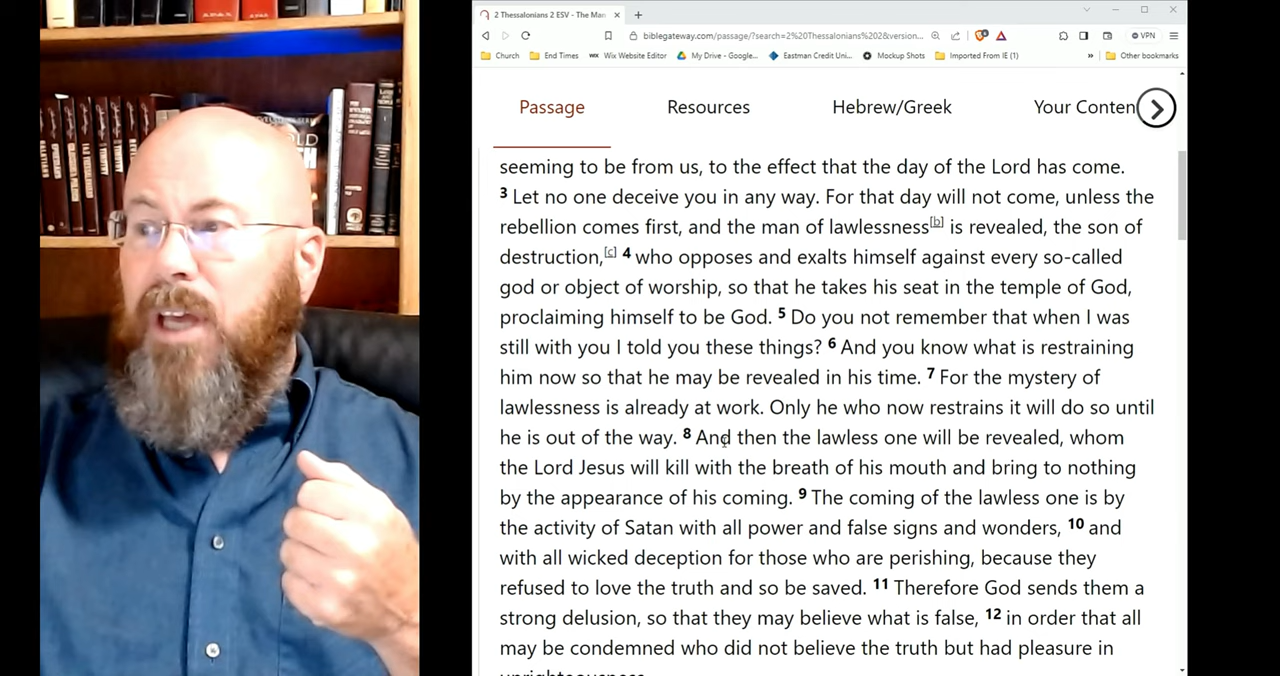 2 Thessalonians 2 ESV - The Man
biblegateway.com/passage/?search=2%20Thessalonians%202&version...
VPN
Church End Times Wix Website Editor My Drive - Google... Eastman Credit Uni... Mockup Shots Imported From IE (1) » Other bookmarks
Passage Resources Hebrew/Greek Your Conten
seeming to be from us, to the effect that the day of the Lord has come.
3 Let no one deceive you in any way. For that day will not come, unless the
rebellion comes first, and the man of lawlessness[b] is revealed, the son of
destruction,[c] 4 who opposes and exalts himself against every so-called
god or object of worship, so that he takes his seat in the temple of God,
proclaiming himself to be God. 5 Do you not remember that when I was
still with you I told you these things? 6 And you know what is restraining
him now so that he may be revealed in his time. 7 For the mystery of
lawlessness is already at work. Only he who now restrains it will do so until
he is out of the way. 8 And then the lawless one will be revealed, whom
the Lord Jesus will kill with the breath of his mouth and bring to nothing
by the appearance of his coming. 9 The coming of the lawless one is by
the activity of Satan with all power and false signs and wonders, 10 and
with all wicked deception for those who are perishing, because they
refused to love the truth and so be saved. 11 Therefore God sends them a
strong delusion, so that they may believe what is false, 12 in order that all
may be condemned who did not believe the truth but had pleasure in